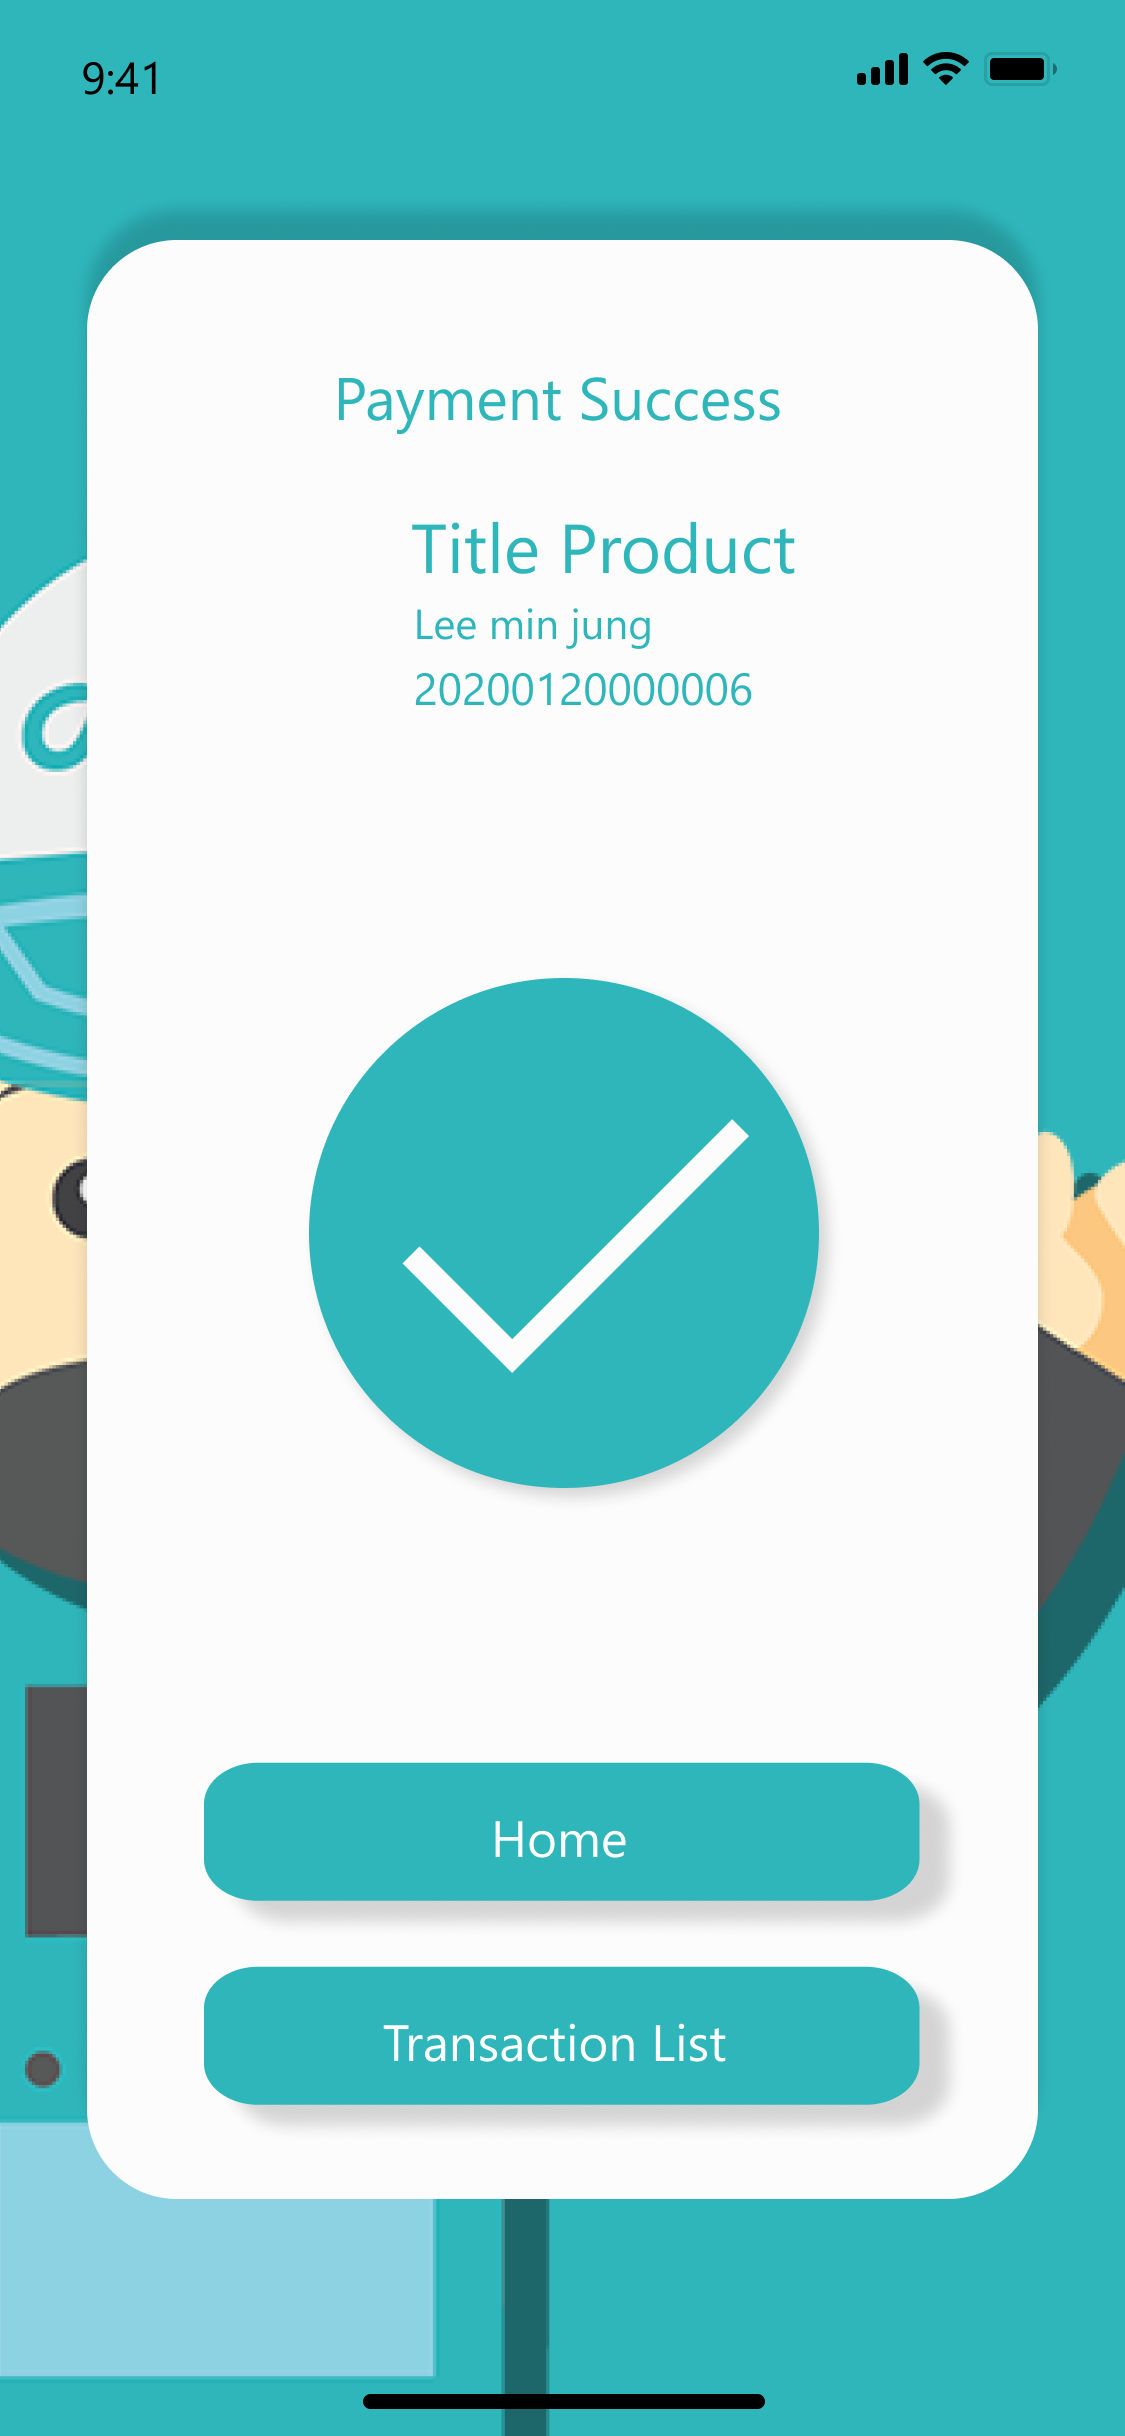 9:41
Payment Success
Title Product
Lee min jung
20200120000006
Home
Transaction List